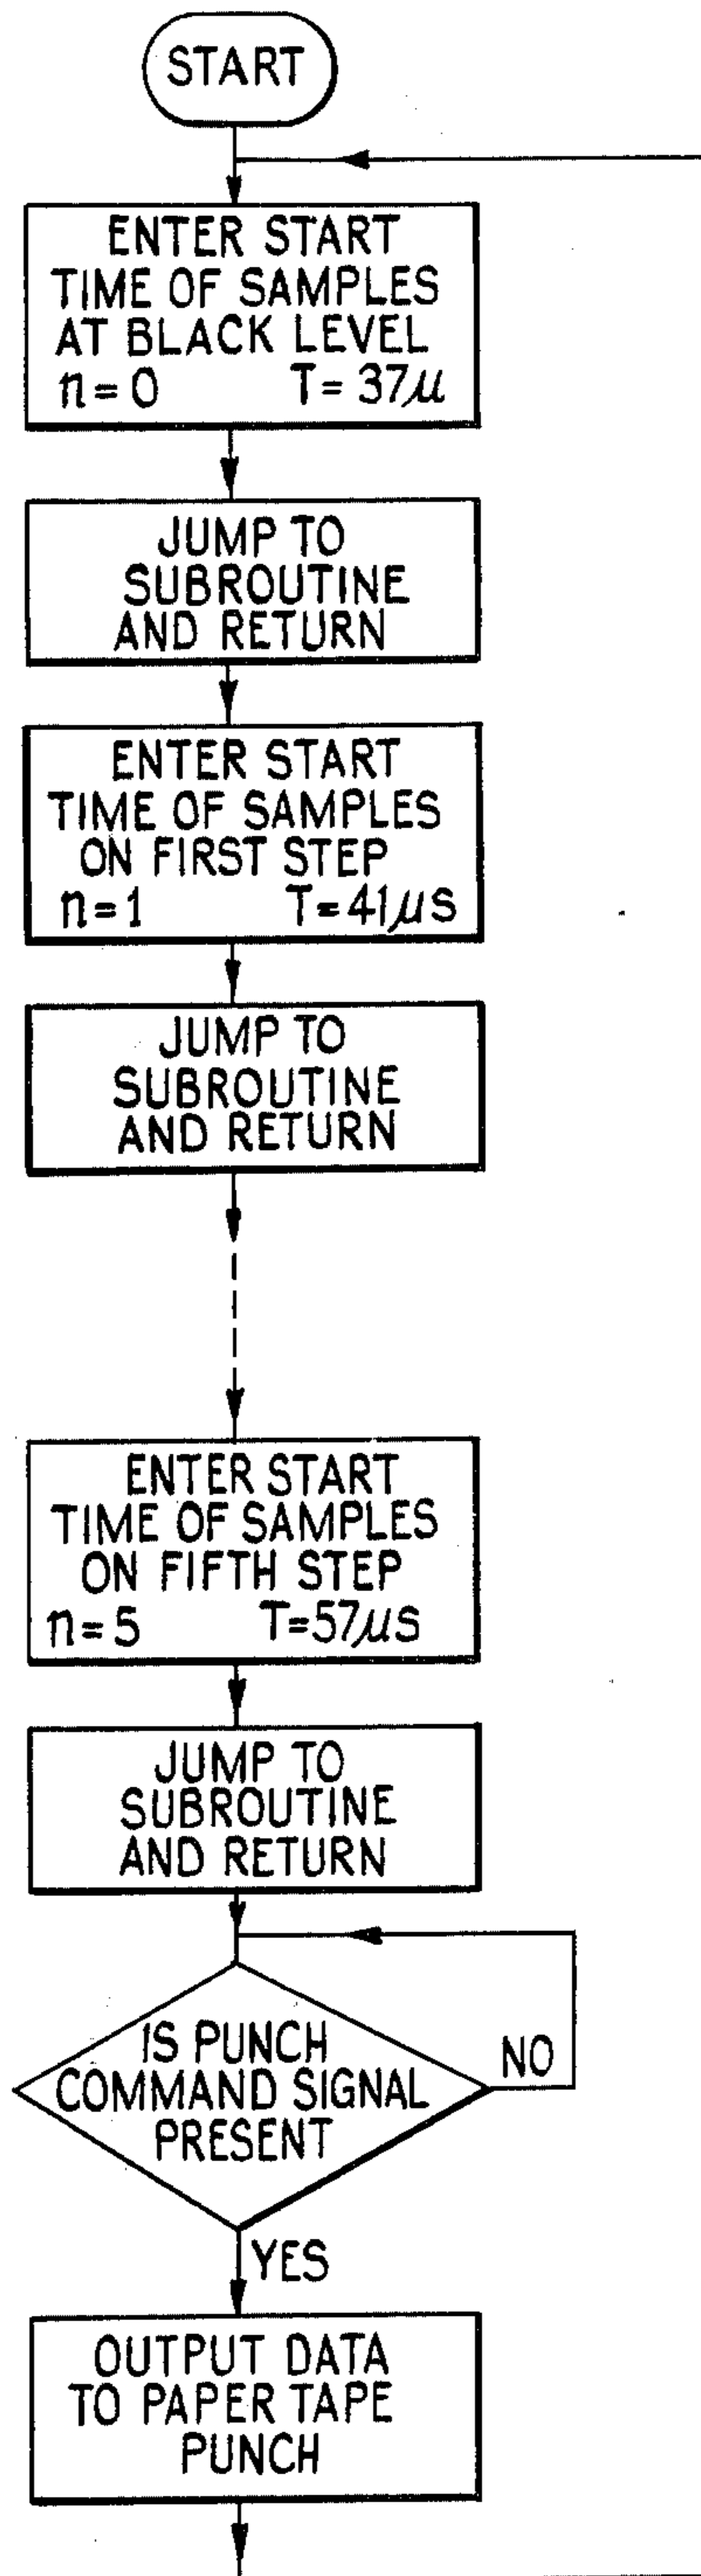 START
ENTER START
TIME OF SAMPLES
AT BLACK LEVEL
n=0 T=37μ
JUMP TO
SUBROUTINE
AND RETURN
ENTER START
TIME OF SAMPLES
ON FIRST STEP
n=1 T=41μS
JUMP TO
SUBROUTINE
AND RETURN
ENTER START
TIME OF SAMPLES
ON FIFTH STEP
n=5 T=57μS
JUMP TO
SUBROUTINE
AND RETURN
IS PUNCH
COMMAND SIGNAL
PRESENT
NO
YES
OUTPUT DATA
TO PAPER TAPE
PUNCH